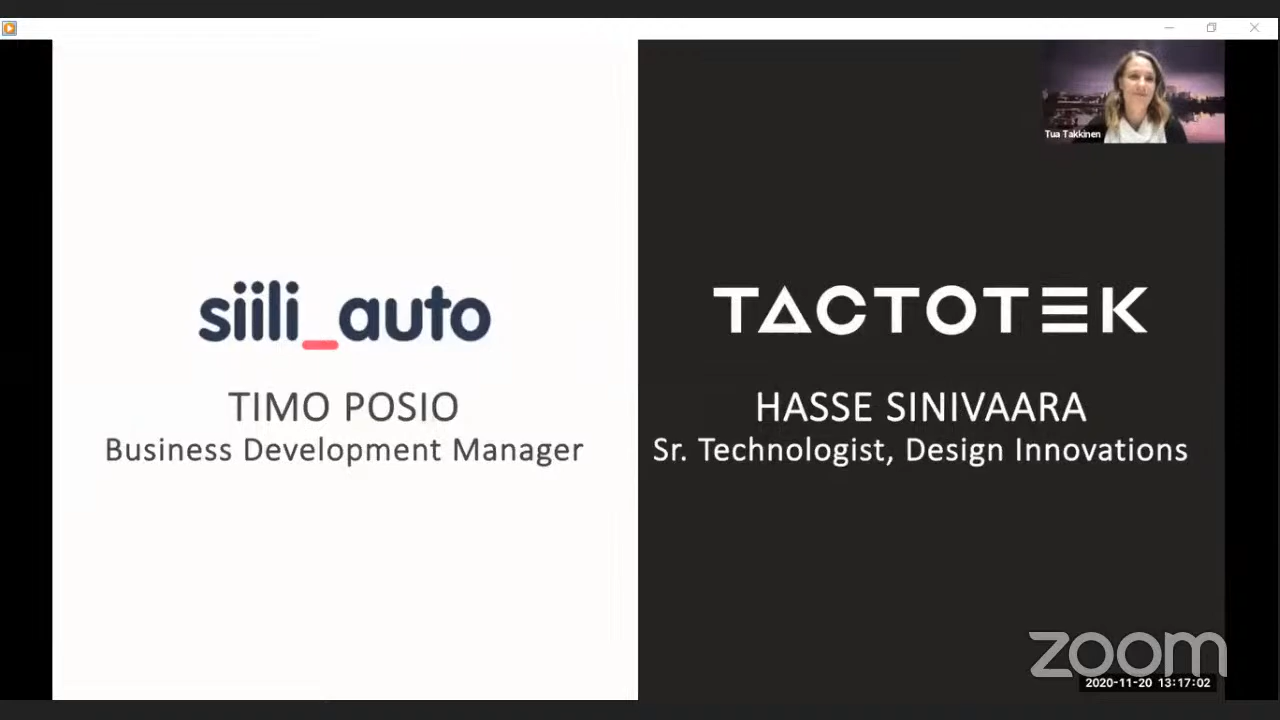 Tua Takkinen
siili_auto
TIMO POSIO
Business Development Manager
TACTOTEK
HASSE SINIVAARA
Sr. Technologist, Design Innovations
zoom
2020-11-20 13:17:02